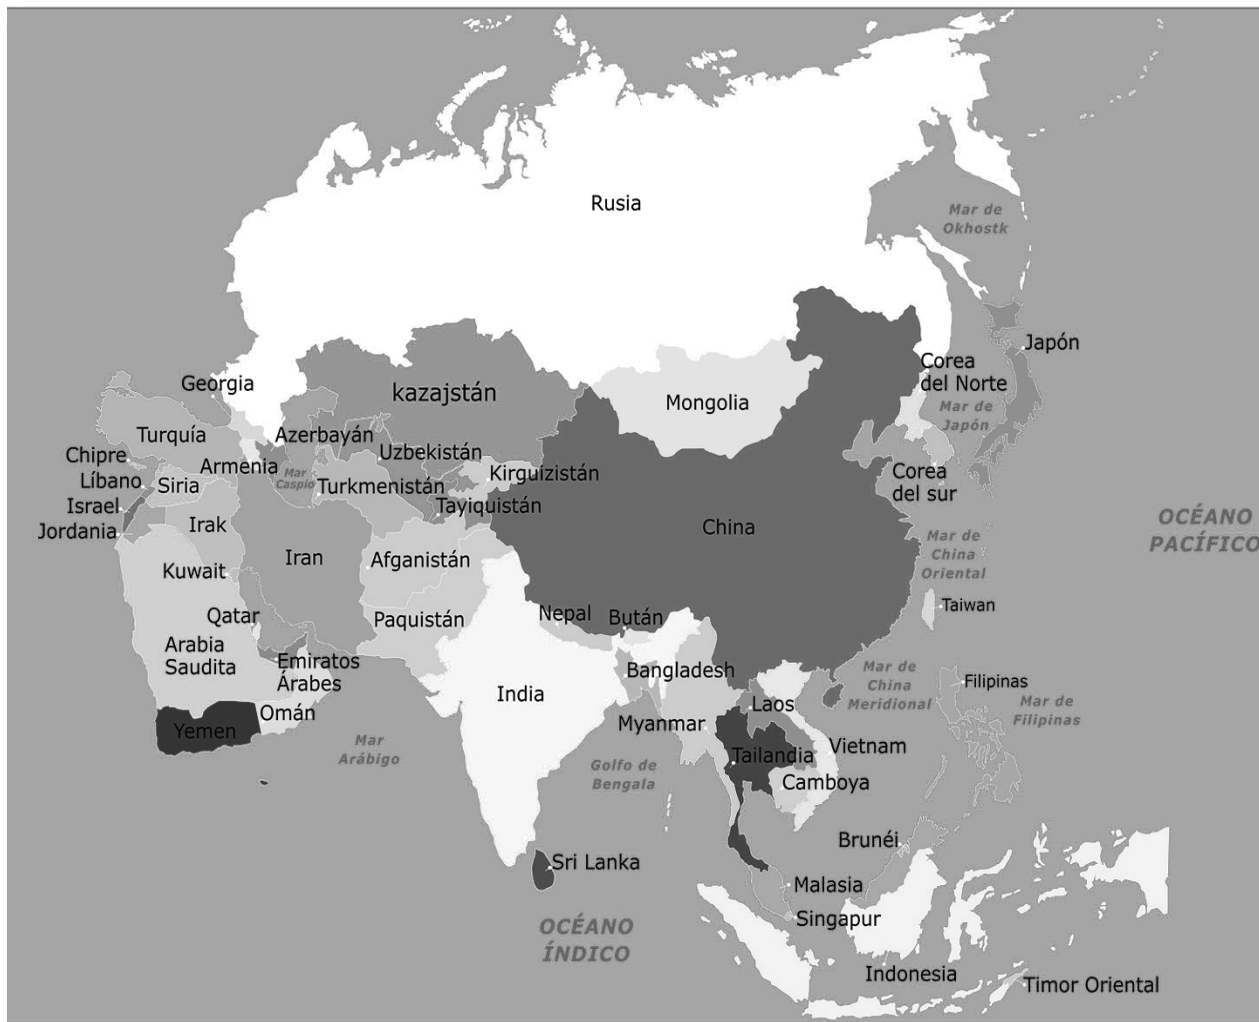 Rusia
Mar de
Okhostk
Japón
Corea
del Norte
Georgia
kazajstán
Mongolia
Mar de
Japón
Turquía
Azerbayán
Uzbekistán
Chipre
Armenia
Mar
Caspio
Kirguizistán
Corea
del sur
Líbano
Siria
Turkmenistán
Israel
Tayiquistán
Jordania
Irak
China
OCÉANO
PACÍFICO
Iran
Afganistán
Mar de
China
Oriental
Kuwait
Qatar
Paquistán
Nepal
Bután
Taiwan
Arabia
Saudita
Emiratos
Árabes
Bangladesh
Mar de
China
Meridional
Filipinas
India
Omán
Laos
Mar de
Filipinas
Yemen
Myanmar
Mar
Arábigo
Tailandia
Vietnam
Golfo de
Bengala
Camboya
Brunéi
Sri Lanka
Malasia
Singapur
OCÉANO
ÍNDICO
Indonesia
Timor Oriental